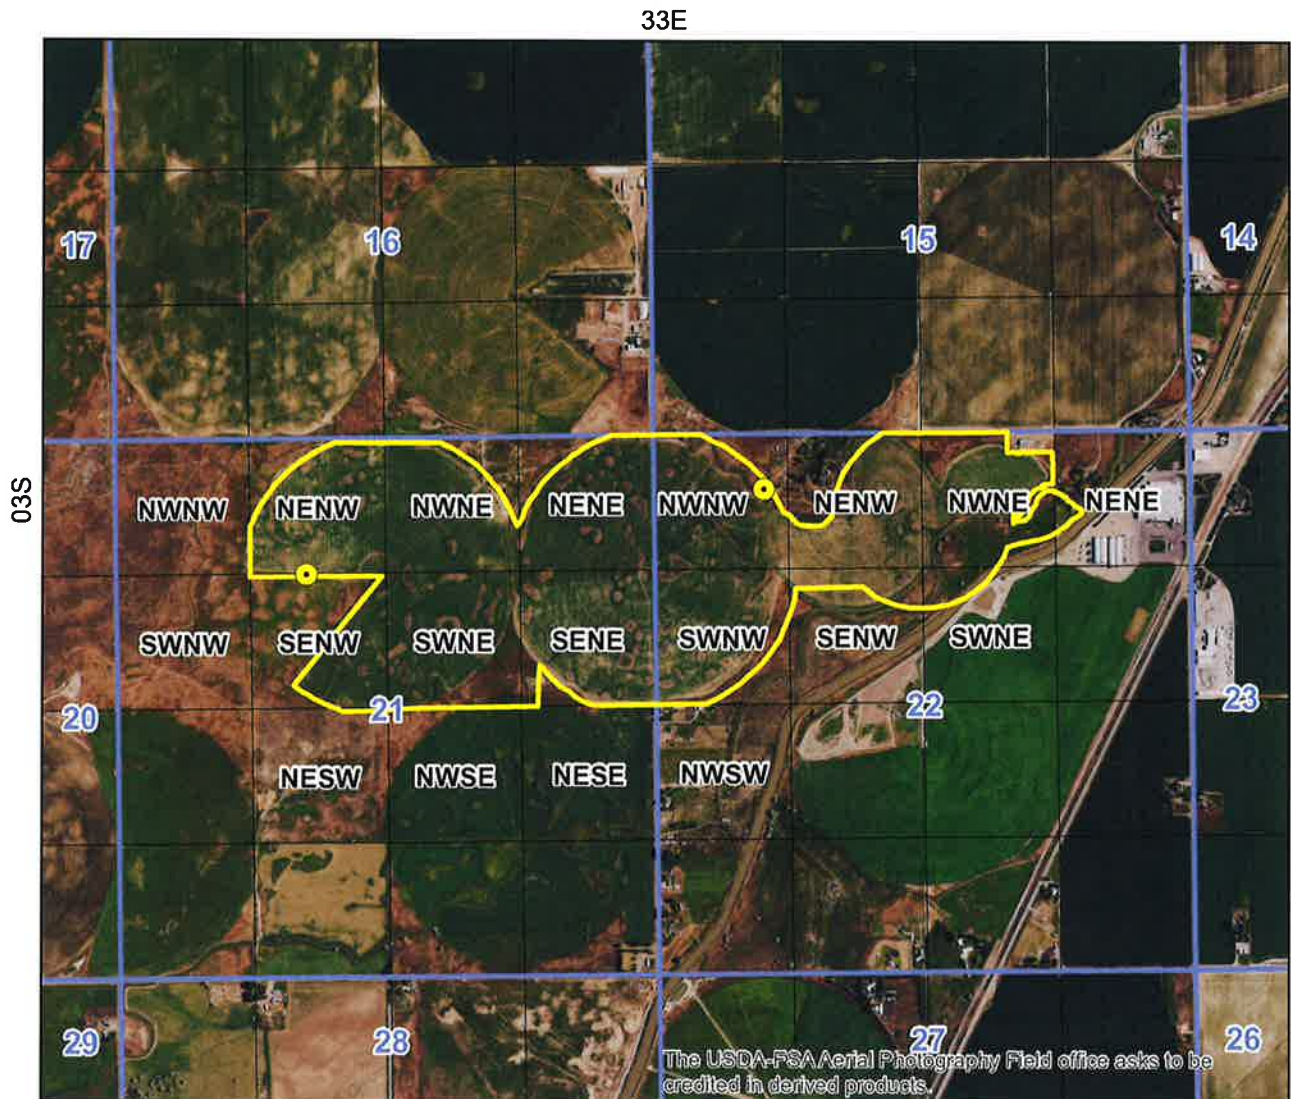 33E
03S
17
16
15
14
NWNW
NENW
NWNE
NENE
NWNW
NENW
NWNE
NENE
SWNW
SENW
SWNE
SENE
SWNW
SENW
SWNE
20
21
22
23
NESW
NWSE
NESE
NWSW
29
28
27
26
The USDA-FSA Aerial Photography Field office asks to be
credited in derived products.